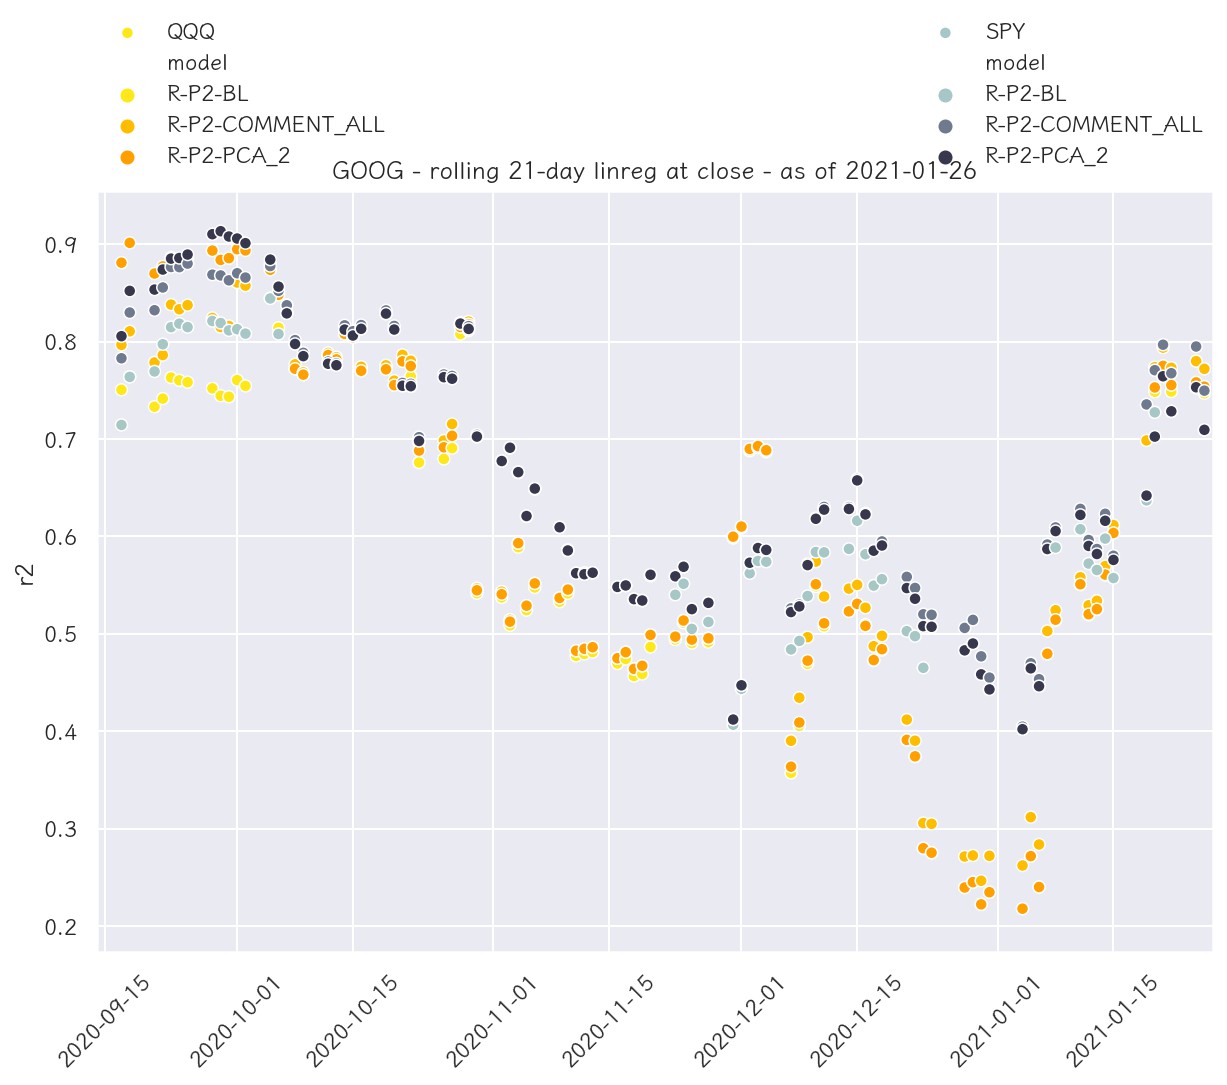 QQQ
model
R-P2-BL
R-P2-COMMENT_ALL
R-P2-PCA_2
SPY
model
R-P2-BL
R-P2-COMMENT_ALL
R-P2-PCA_2
GOOG - rolling 21-day linreg at close - as of 2021-01-26
r2
0.9
0.8
0.7
0.6
0.5
0.4
0.3
0.2
2020-09-15
2020-10-01
2020-10-15
2020-11-01
2020-11-15
2020-12-01
2020-12-15
2021-01-01
2021-01-15